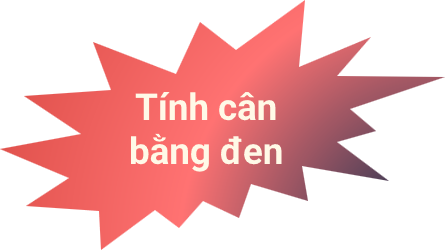 Tính cân
bằng đen